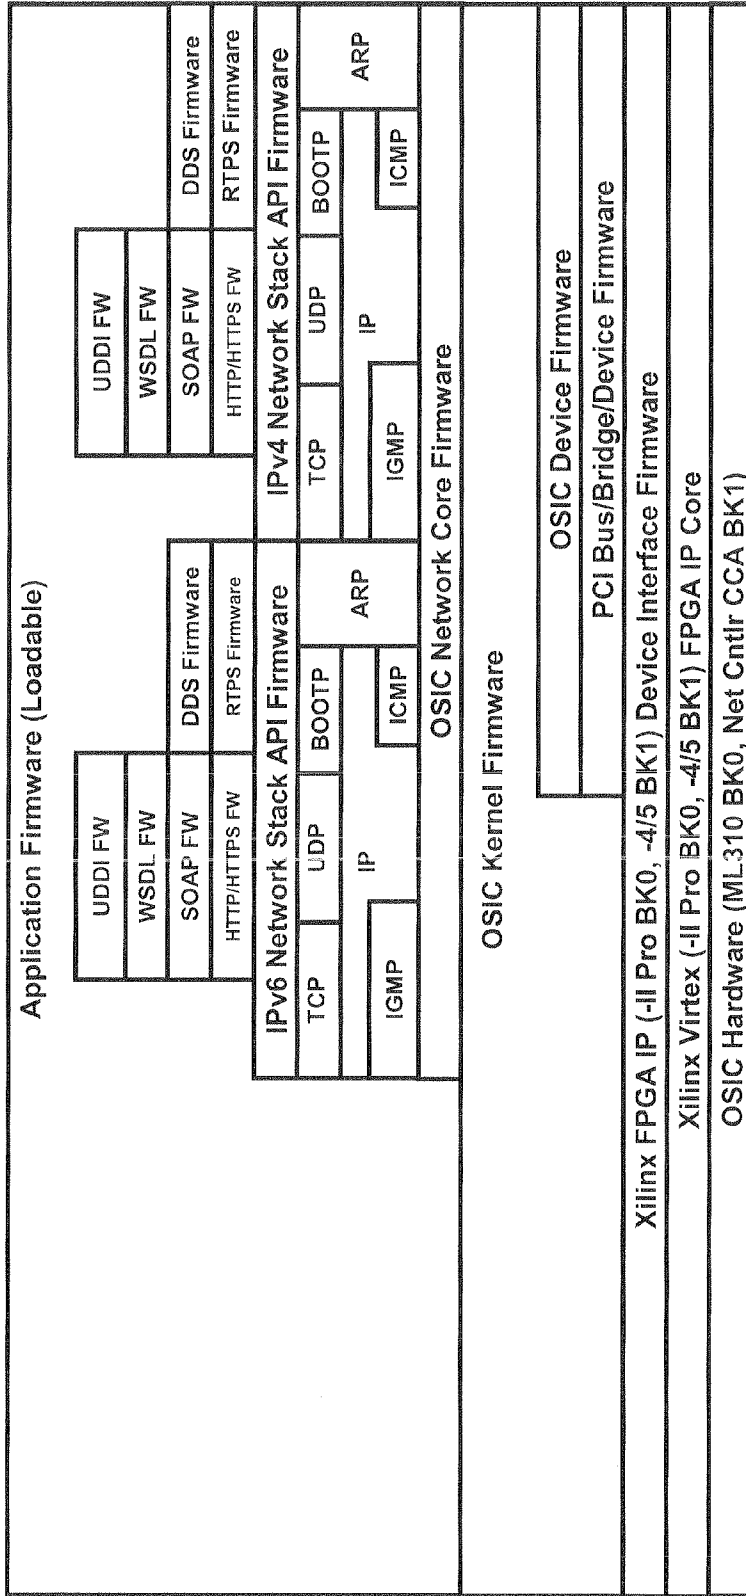 Application Firmware (Loadable)
UDDI FW
WSDL FW
SOAP FW
DDS Firmware
HTTP/HTTPS FW
RTPS Firmware
IPv6 Network Stack API Firmware
TCP
UDP
BOOTP
ARP
IP
IGMP
ICMP
UDDI FW
WSDL FW
SOAP FW
DDS Firmware
HTTP/HTTPS FW
RTPS Firmware
IPv4 Network Stack API Firmware
TCP
UDP
BOOTP
ARP
IP
IGMP
ICMP
OSIC Network Core Firmware
OSIC Kernel Firmware
OSIC Device Firmware
PCI Bus/Bridge/Device Firmware
Xilinx FPGA IP (-II Pro BK0, -4/5 BK1) Device Interface Firmware
Xilinx Virtex (-II Pro BK0, -4/5 BK1) FPGA IP Core
OSIC Hardware (ML310 BK0, Net Cntlr CCA BK1)